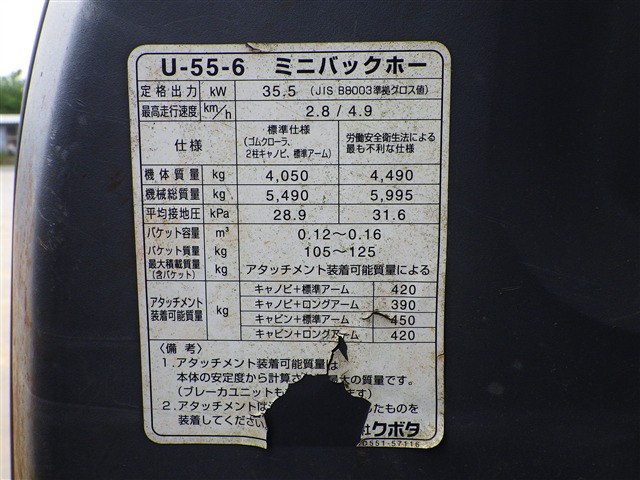 U-55-6 ミニバックホー
定格出力 kW 35.5 (JIS B8003準拠グロス値)
最高走行速度 km/h 2.8 / 4.9
仕様 標準仕様 (ゴムクローラ、2柱キャノピ、標準アーム) 労働安全衛生法による最も不利な仕様
機体質量 kg 4,050 4,490
機械総質量 kg 5,490 5,995
平均接地圧 kPa 28.9 31.6
バケット容量 m³ 0.12〜0.16
バケット質量 kg 105〜125
最大積載質量 (含バケット) kg アタッチメント装着可能質量による
アタッチメント装着可能質量 kg
キャノピ+標準アーム 420
キャノピ+ロングアーム 390
キャビン+標準アーム 450
キャビン+ロングアーム 420
〈備 考〉
1.アタッチメント装着可能質量は
本体の安定度から計算さ 大の質量です。
(ブレーカユニットも ます)
2.アタッチメントは したものを
装着してください。
社クボタ
RD551-57116